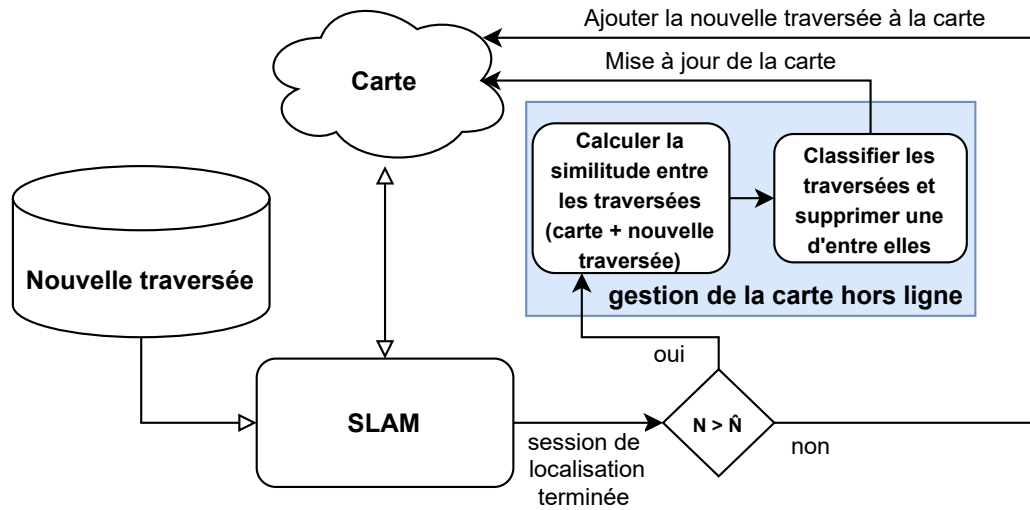 Ajouter la nouvelle traversée à la carte
Mise à jour de la carte
Carte
Calculer la
similitude entre
les traversées
(carte + nouvelle
traversée)
Classifier les
traversées et
supprimer une
d'entre elles
gestion de la carte hors ligne
Nouvelle traversée
oui
SLAM
N > N̂
non
session de
localisation
terminée